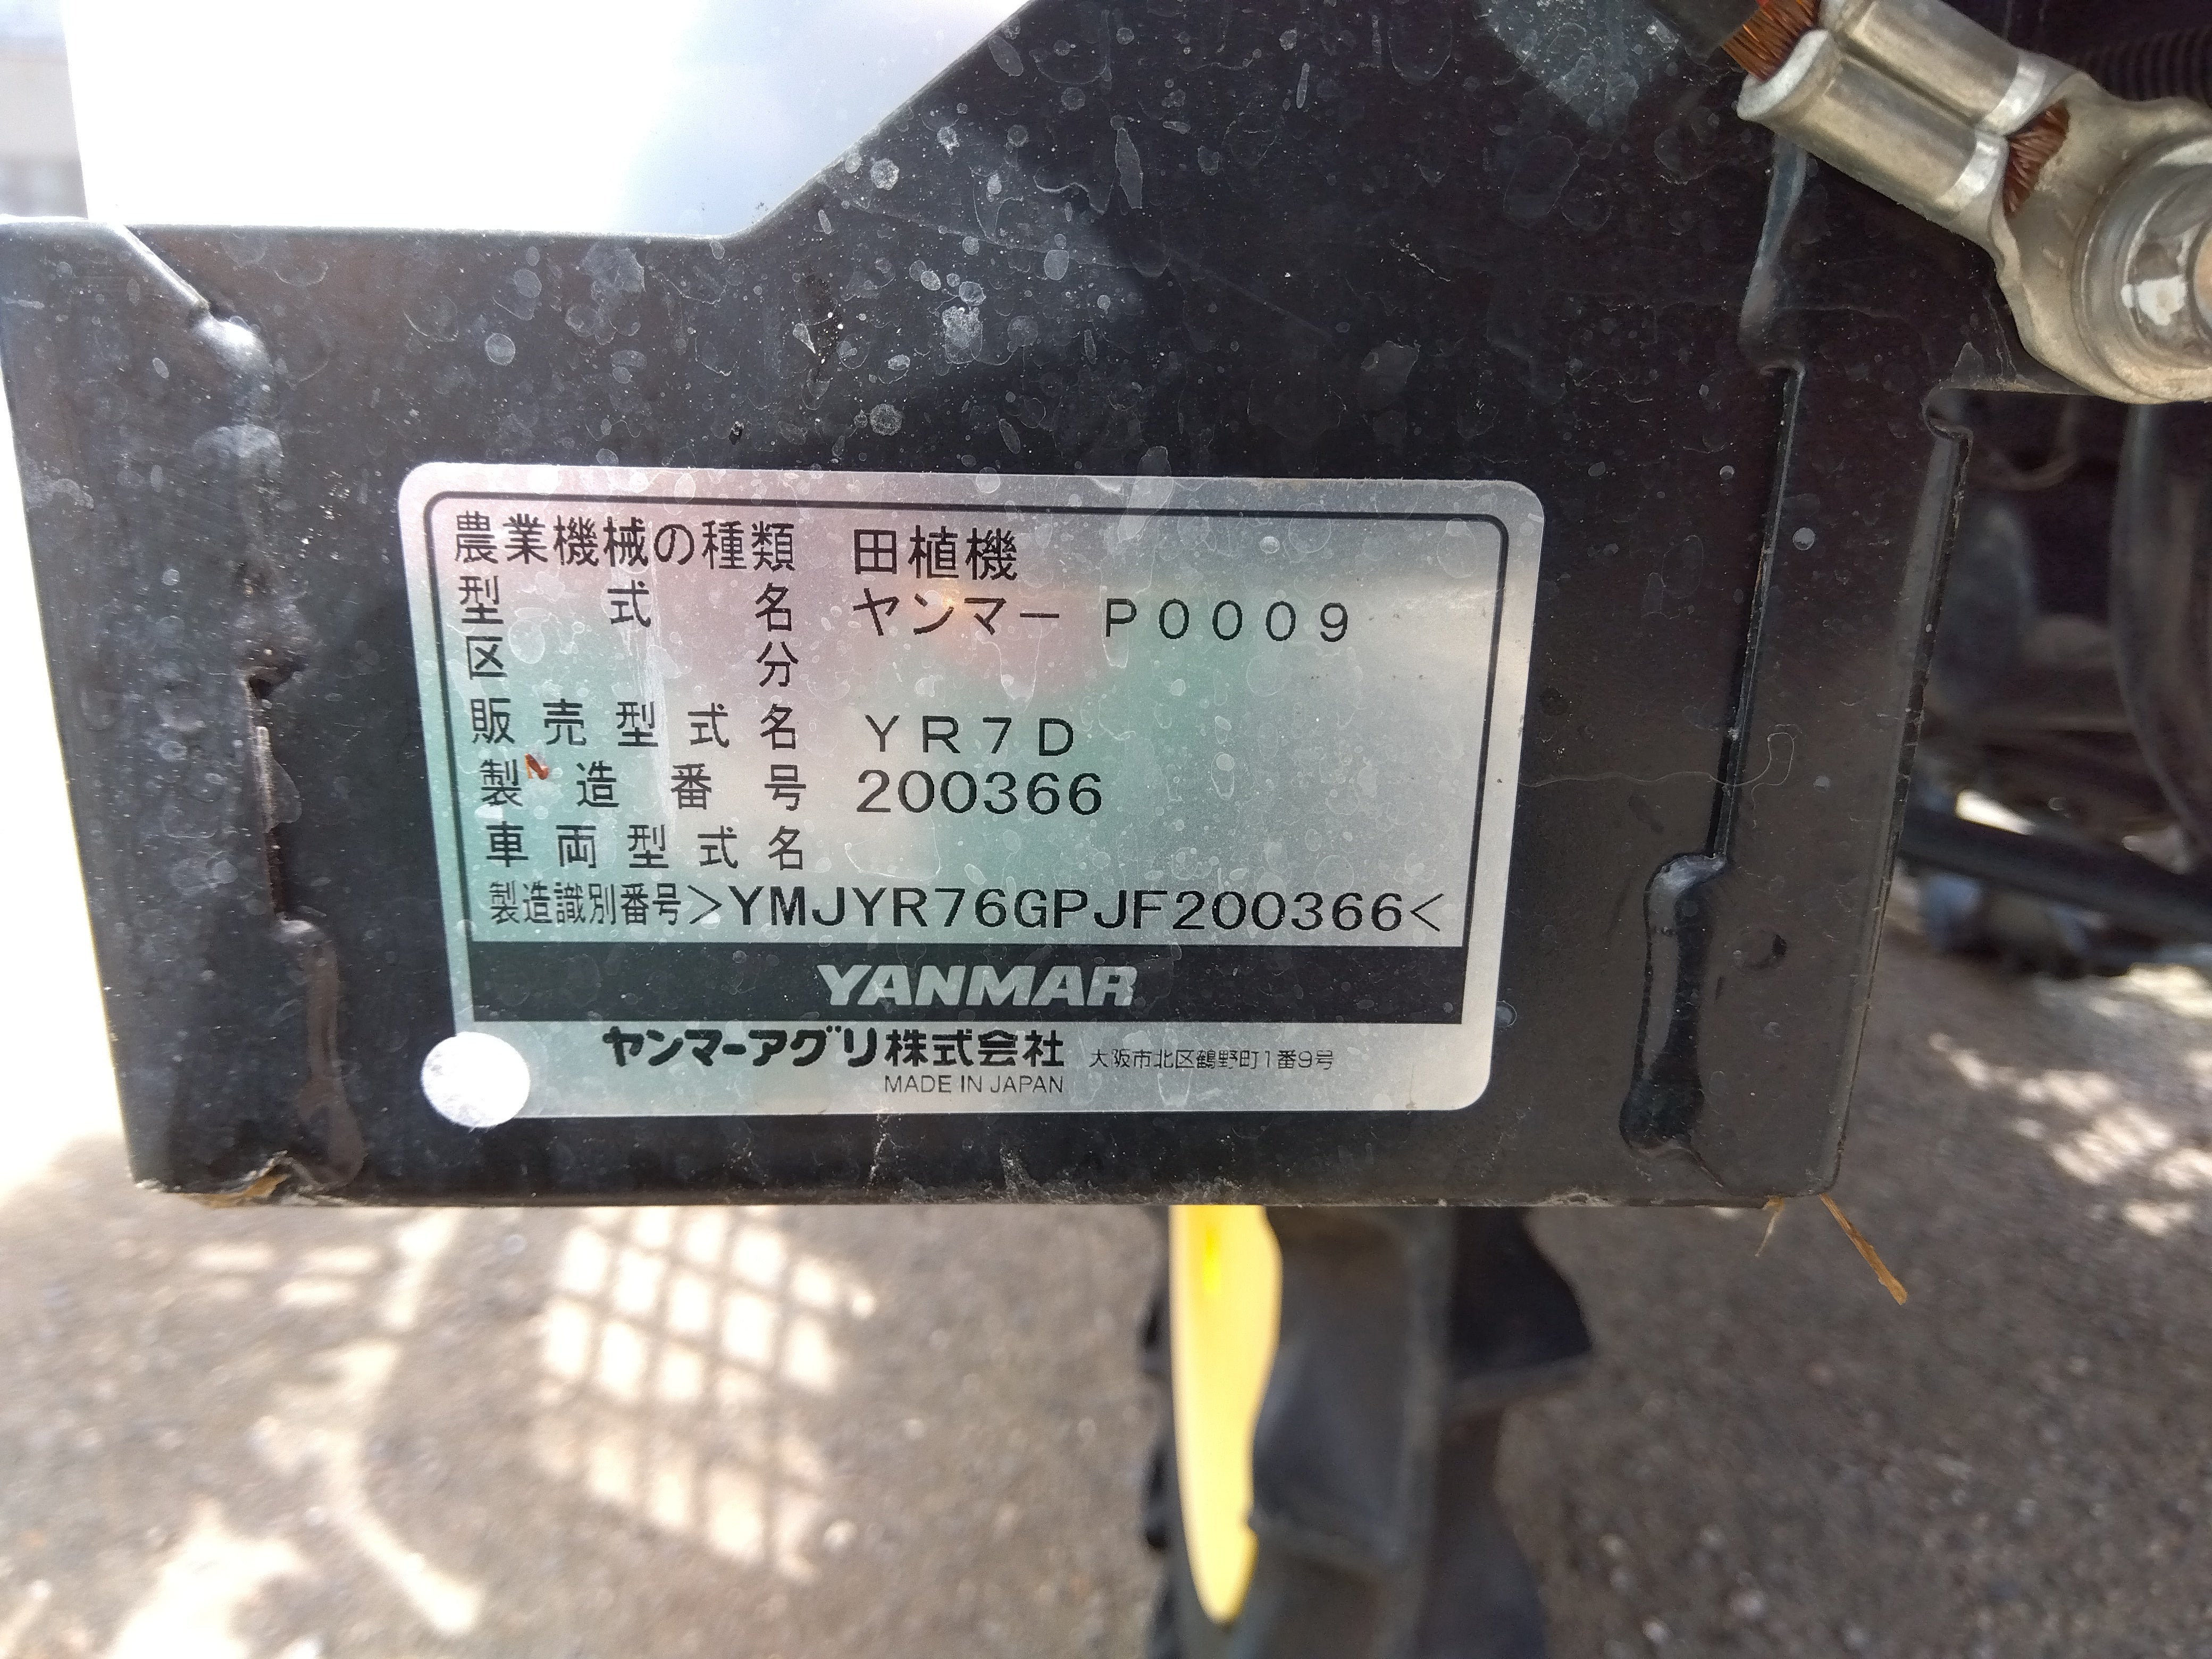 農業機械の種類 田植機
型式名 ヤンマー P0009
区分
販売型式名 YR7D
製造番号 200366
車両型式名
製造識別番号>YMJYR76GPJF200366<
YANMAR
ヤンマーアグリ株式会社 大阪市北区鶴野町1番9号
MADE IN JAPAN